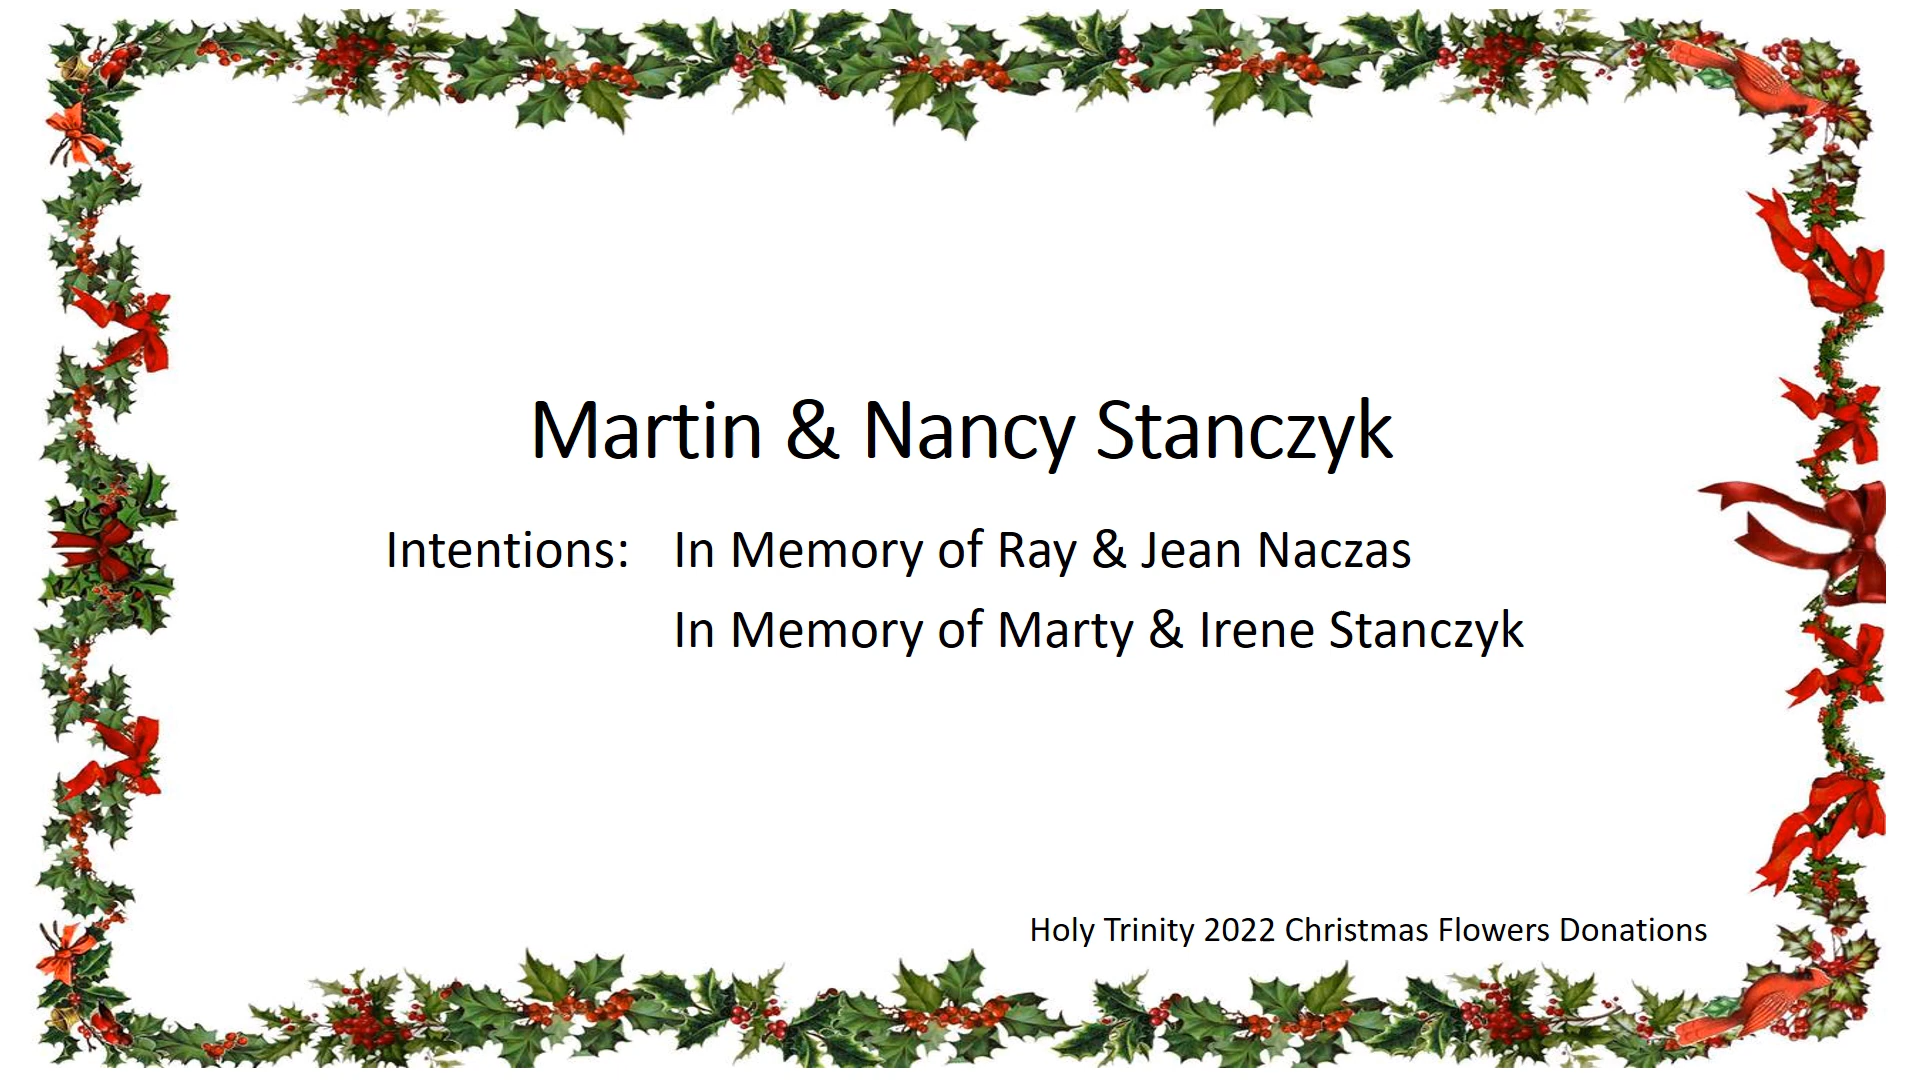 Martin & Nancy Stanczyk
Intentions: In Memory of Ray & Jean Naczas
In Memory of Marty & Irene Stanczyk
Holy Trinity 2022 Christmas Flowers Donations